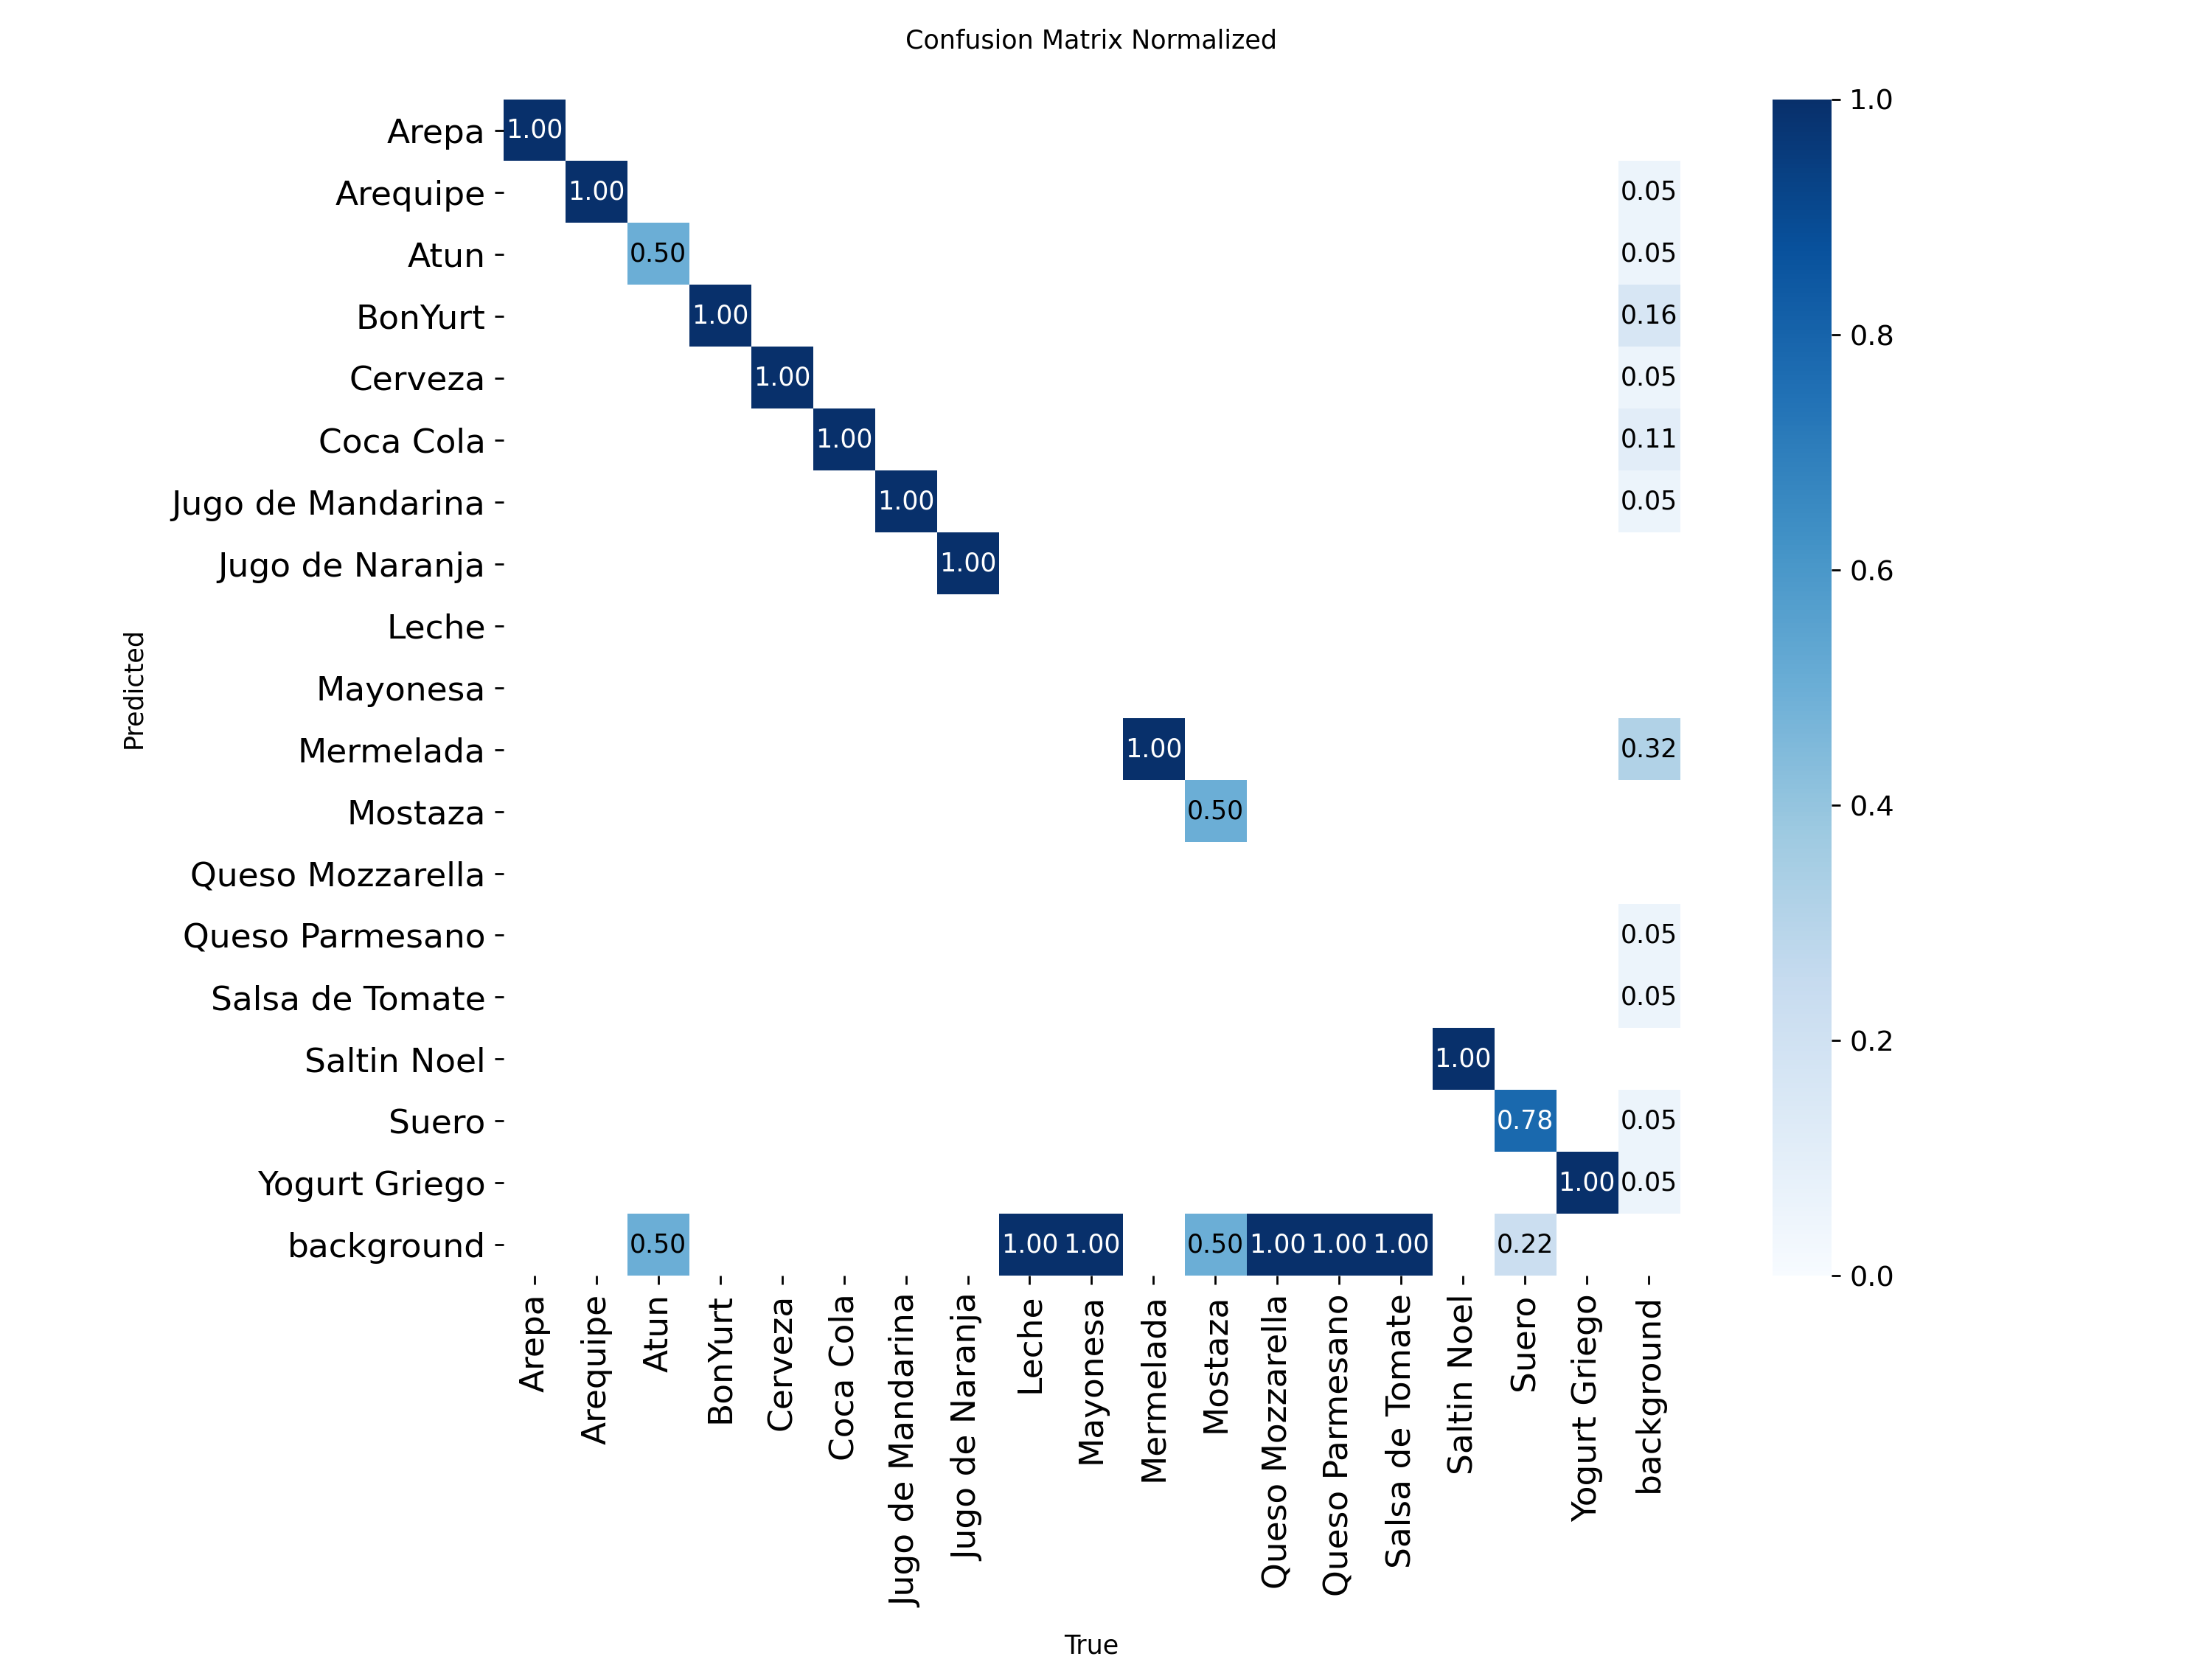 Confusion Matrix Normalized
Arepa 1.00
Arequipe 1.00 0.05
Atun 0.50 0.05
BonYurt 1.00 0.16
Cerveza 1.00 0.05
Coca Cola 1.00 0.11
Jugo de Mandarina 1.00 0.05
Jugo de Naranja 1.00
Leche
Mayonesa
Mermelada 1.00 0.32
Mostaza 0.50
Queso Mozzarella
Queso Parmesano 0.05
Salsa de Tomate 0.05
Saltin Noel 1.00
Suero 0.78 0.05
Yogurt Griego 1.00 0.05
background 0.50 1.00 1.00 0.50 1.00 1.00 1.00 0.22
Predicted
Arepa
Arequipe
Atun
BonYurt
Cerveza
Coca Cola
Jugo de Mandarina
Jugo de Naranja
Leche
Mayonesa
Mermelada
Mostaza
Queso Mozzarella
Queso Parmesano
Salsa de Tomate
Saltin Noel
Suero
Yogurt Griego
background
True
1.0
0.8
0.6
0.4
0.2
0.0